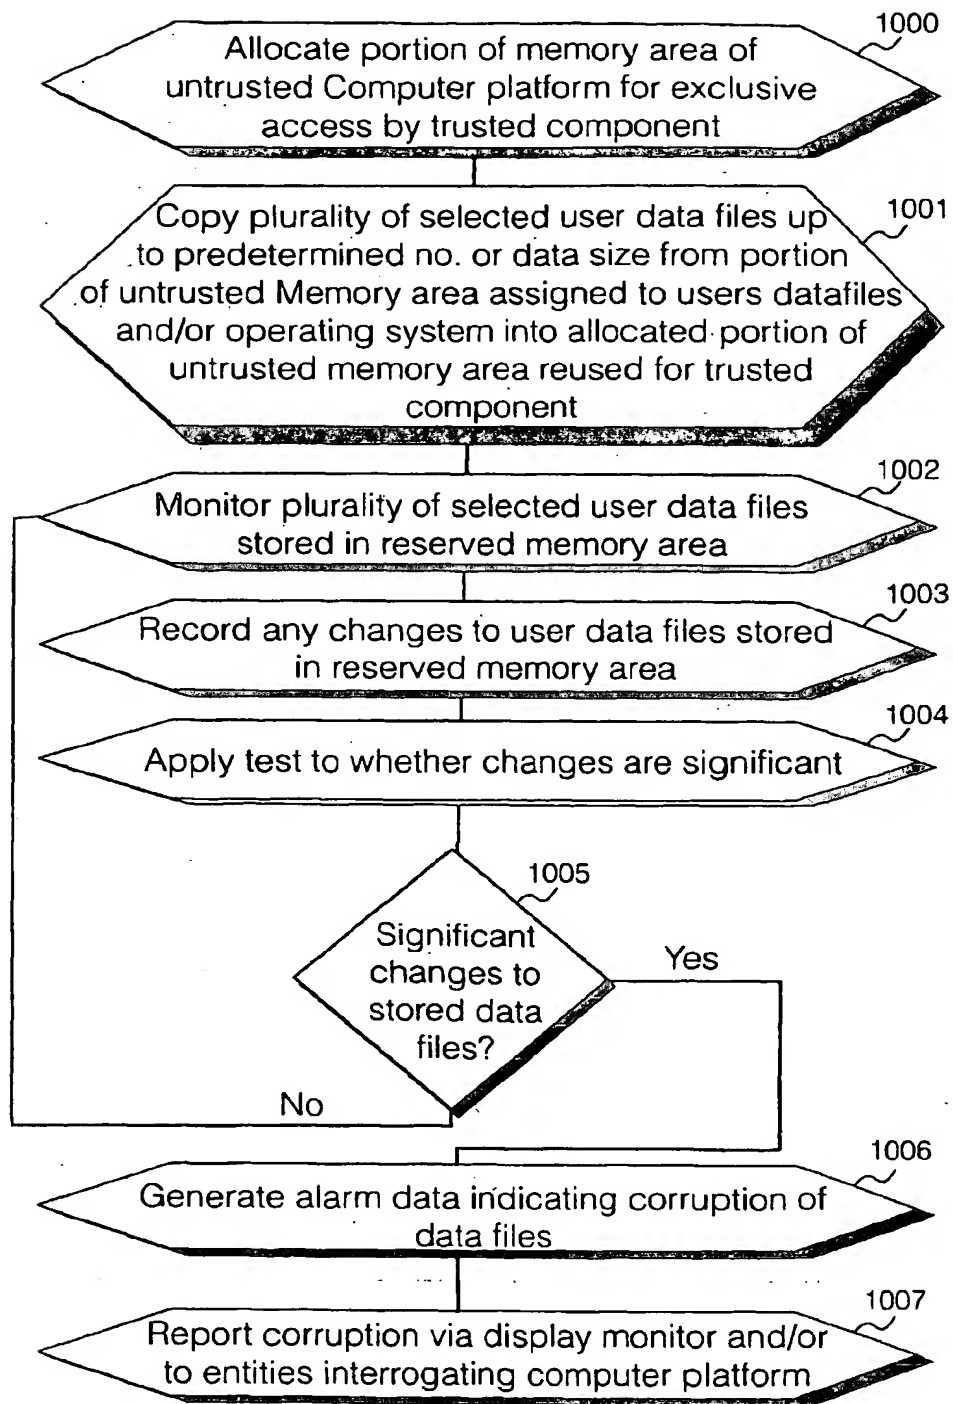 1000
Allocate portion of memory area of
untrusted Computer platform for exclusive
access by trusted component
1001
Copy plurality of selected user data files up
to predetermined no. or data size from portion
of untrusted Memory area assigned to users datafiles
and/or operating system into allocated portion of
untrusted memory area reused for trusted
component
1002
Monitor plurality of selected user data files
stored in reserved memory area
1003
Record any changes to user data files stored
in reserved memory area
1004
Apply test to whether changes are significant
1005
Significant
changes to
stored data
files?
Yes
No
1006
Generate alarm data indicating corruption of
data files
1007
Report corruption via display monitor and/or
to entities interrogating computer platform